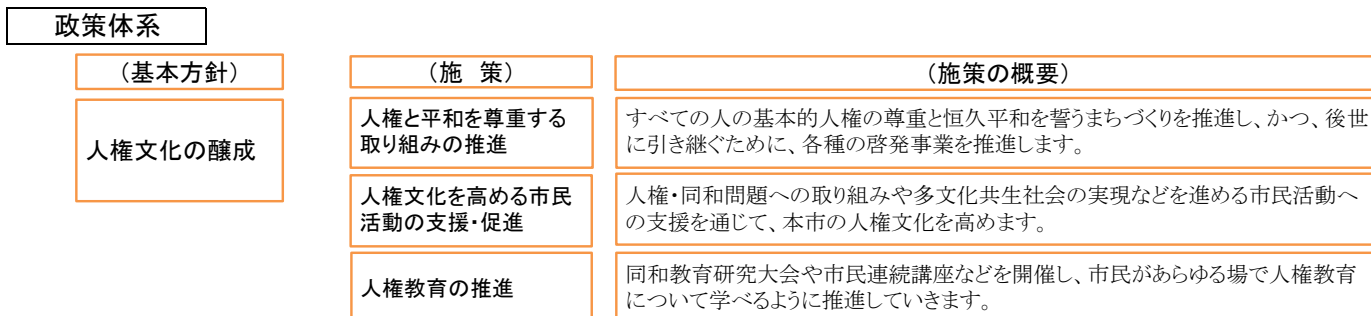 政策体系
（基本方針）
（施　策）
（施策の概要）
人権文化の醸成
人権と平和を尊重する
取り組みの推進
すべての人の基本的人権の尊重と恒久平和を誓うまちづくりを推進し、かつ、後世
に引き継ぐために、各種の啓発事業を推進します。
人権文化を高める市民
活動の支援・促進
人権・同和問題への取り組みや多文化共生社会の実現などを進める市民活動へ
の支援を通じて、本市の人権文化を高めます。
人権教育の推進
同和教育研究大会や市民連続講座などを開催し、市民があらゆる場で人権教育
について学べるように推進していきます。